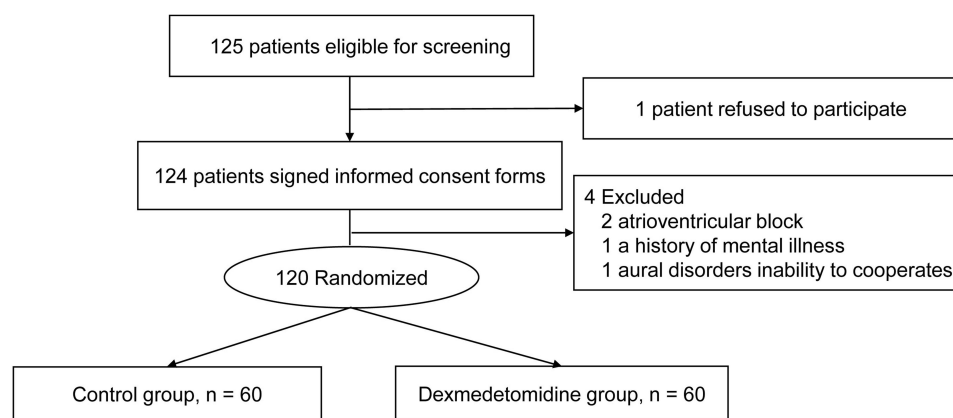 125 patients eligible for screening
1 patient refused to participate
124 patients signed informed consent forms
4 Excluded
2 atrioventricular block
1 a history of mental illness
1 aural disorders inability to cooperates
120 Randomized
Control group, n = 60
Dexmedetomidine group, n = 60